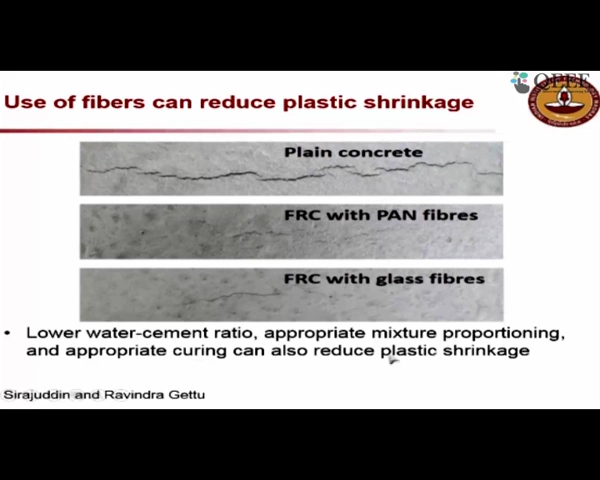 QEEE
Use of fibers can reduce plastic shrinkage
Plain concrete
FRC with PAN fibres
FRC with glass fibres
• Lower water-cement ratio, appropriate mixture proportioning,
and appropriate curing can also reduce plastic shrinkage
Sirajuddin and Ravindra Gettu